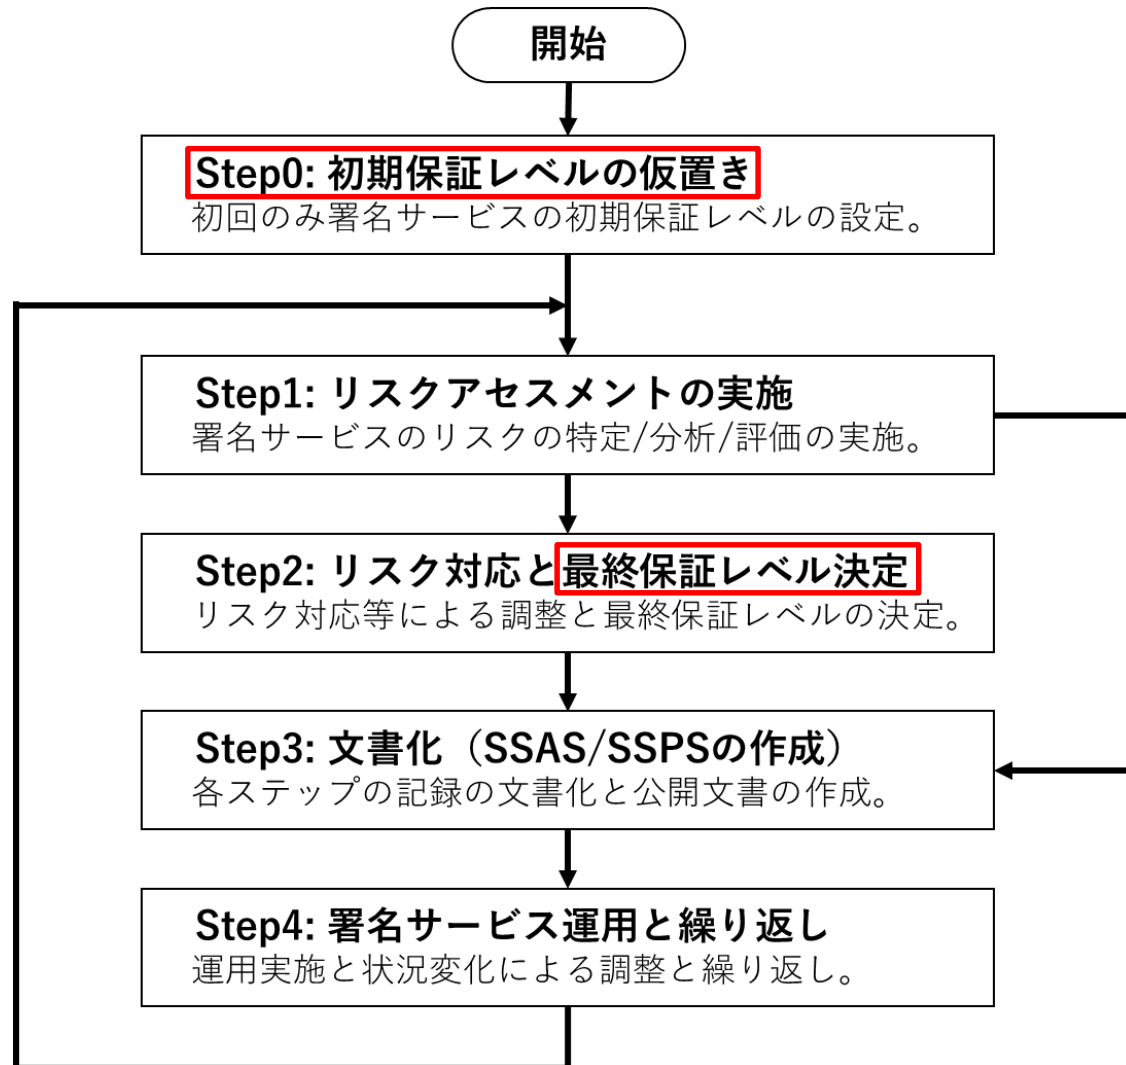 開始
Step0: 初期保証レベルの仮置き
初回のみ署名サービスの初期保証レベルの設定。
Step1: リスクアセスメントの実施
署名サービスのリスクの特定/分析/評価の実施。
Step2: リスク対応と最終保証レベル決定
リスク対応等による調整と最終保証レベルの決定。
Step3: 文書化（SSAS/SSPSの作成）
各ステップの記録の文書化と公開文書の作成。
Step4: 署名サービス運用と繰り返し
運用実施と状況変化による調整と繰り返し。